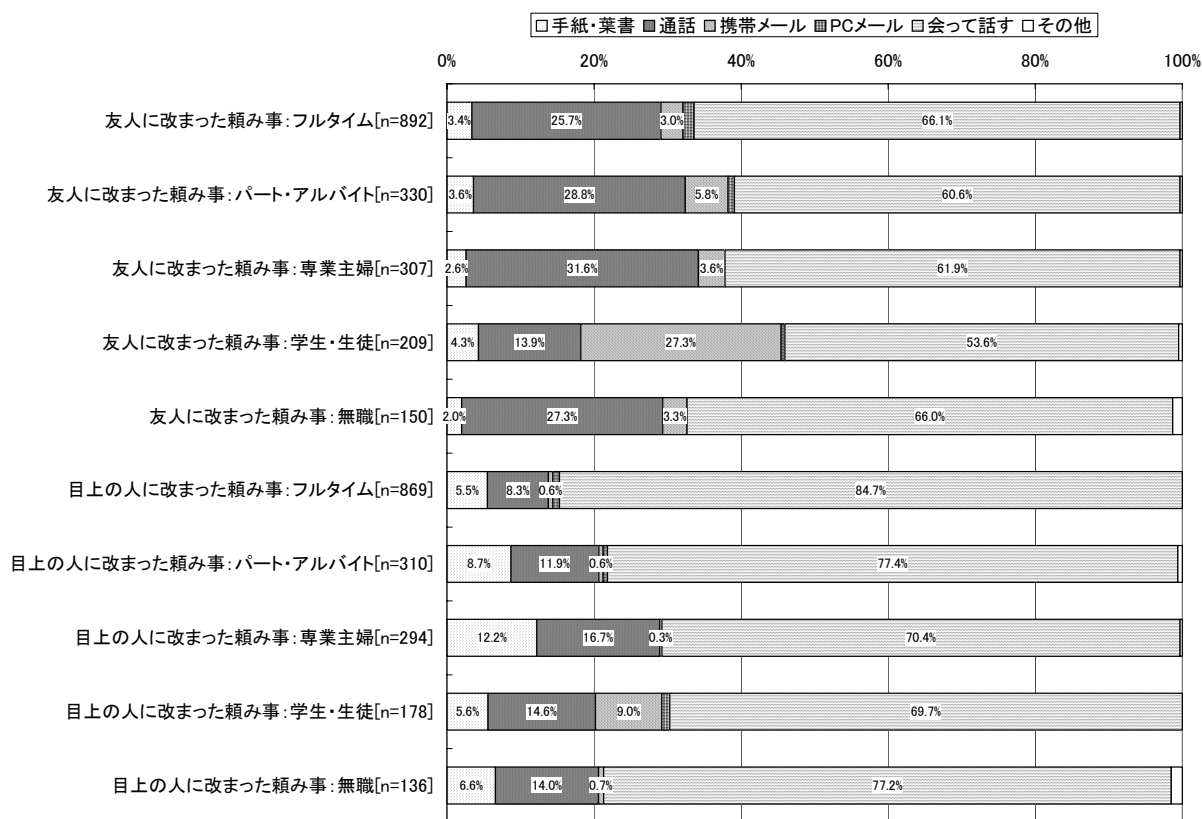 手紙・葉書 通話 携帯メール PCメール 会って話す その他
0% 20% 40% 60% 80% 100%
友人に改まった頼み事:フルタイム[n=892] 3.4% 25.7% 3.0% 66.1%
友人に改まった頼み事:パート・アルバイト[n=330] 3.6% 28.8% 5.8% 60.6%
友人に改まった頼み事:専業主婦[n=307] 2.6% 31.6% 3.6% 61.9%
友人に改まった頼み事:学生・生徒[n=209] 4.3% 13.9% 27.3% 53.6%
友人に改まった頼み事:無職[n=150] 2.0% 27.3% 3.3% 66.0%
目上の人に改まった頼み事:フルタイム[n=869] 5.5% 8.3% 0.6% 84.7%
目上の人に改まった頼み事:パート・アルバイト[n=310] 8.7% 11.9% 0.6% 77.4%
目上の人に改まった頼み事:専業主婦[n=294] 12.2% 16.7% 0.3% 70.4%
目上の人に改まった頼み事:学生・生徒[n=178] 5.6% 14.6% 9.0% 69.7%
目上の人に改まった頼み事:無職[n=136] 6.6% 14.0% 0.7% 77.2%